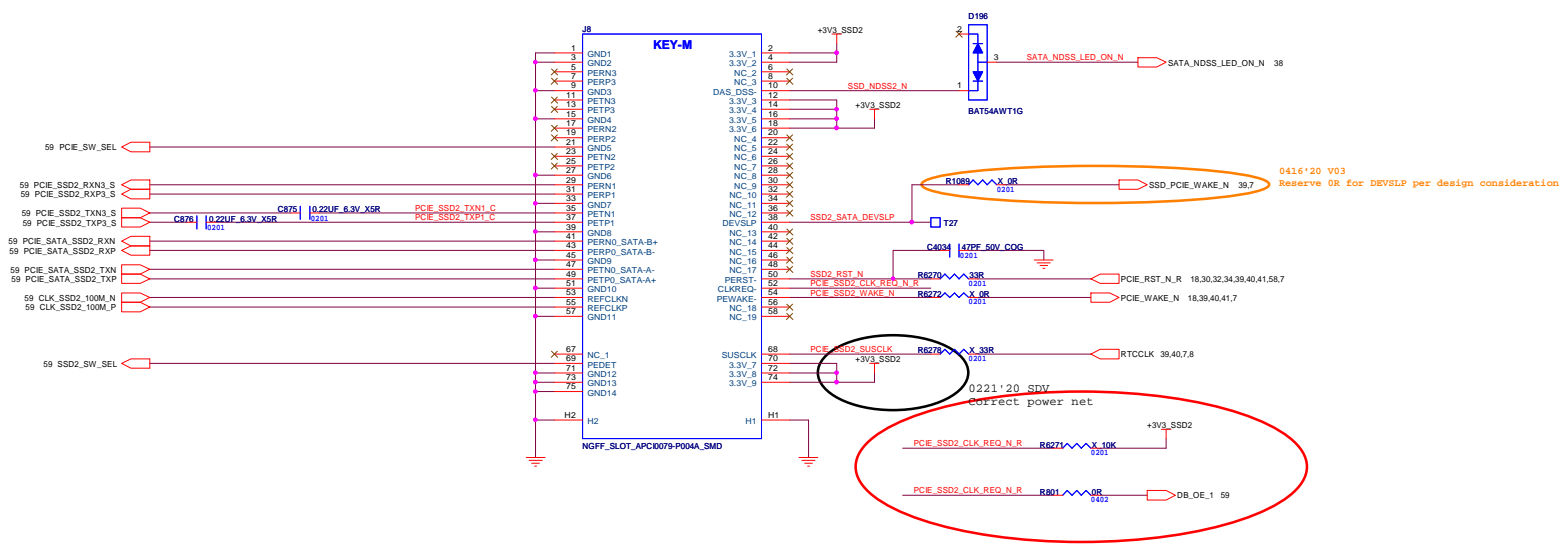 J8
KEY-M
D196
+3V3_SSD2
2
3
1
SATA_NDSS_LED_ON_N
SATA_NDSS_LED_ON_N 38
BAT54AWT1G
1 GND1
3 GND2
5 PERN3
7 PERP3
9 GND3
11 PETN3
13 PETP3
15 GND4
17 PERN2
19 PERP2
59 PCIE_SW_SEL 21 GND5
23 PETN2
25 PETP2
27 GND6
59 PCIE_SSD2_RXN3_S 29 PERN1
59 PCIE_SSD2_RXP3_S 31 PERP1
33 GND7
59 PCIE_SSD2_TXN3_S C875 0.22UF_6.3V_X5R 0201 PCIE_SSD2_TXN1_C 35 PETN1
59 PCIE_SSD2_TXP3_S C876 0.22UF_6.3V_X5R 0201 PCIE_SSD2_TXP1_C 37 PETP1
39 GND8
59 PCIE_SATA_SSD2_RXN 41 PERN0_SATA-B+
59 PCIE_SATA_SSD2_RXP 43 PERP0_SATA-B-
45 GND9
59 PCIE_SATA_SSD2_TXN 47 PETN0_SATA-A-
59 PCIE_SATA_SSD2_TXP 49 PETP0_SATA-A+
51 GND10
59 CLK_SSD2_100M_N 53 REFCLKN
59 CLK_SSD2_100M_P 55 REFCLKP
57 GND11
67 NC_1
59 SSD2_SW_SEL 69 PEDET
71 GND12
73 GND13
75 GND14
H2 H2
3.3V_1 2
3.3V_2 4
NC_2 6
NC_3 8
DAS_DSS- 10 SSD_NDSS2_N
3.3V_3 12
3.3V_4 14 +3V3_SSD2
3.3V_5 16
3.3V_6 18
NC_4 20
NC_5 22
NC_6 24
NC_7 26
NC_8 28
NC_9 30
NC_10 32
NC_11 34
NC_12 36
DEVSLP 38 SSD2_SATA_DEVSLP T27
NC_13 40
NC_14 42
NC_15 44
NC_16 46
NC_17 48
PERST- 50 SSD2_RST_N R6270 33R 0201 PCIE_RST_N_R 18,30,32,34,39,40,41,58,7
CLKREQ- 52 PCIE_SSD2_CLK_REQ_N_R
PEWAKE- 54 PCIE_SSD2_WAKE_N R6272 X_0R PCIE_WAKE_N 18,39,40,41,7
NC_18 56 0201
NC_19 58
SUSCLK 68 PCIE_SSD2_SUSCLK R6278 X_33R 0201 RTCCLK 39,40,7,8
3.3V_7 70 +3V3_SSD2
3.3V_8 72
3.3V_9 74
H1 H1
R1089 X_0R 0201 SSD_PCIE_WAKE_N 39,7
0416'20 V03
Reserve 0R for DEVSLP per design consideration
C4034 47PF_50V_COG
0201
0221'20 SDV
Correct power net
+3V3_SSD2
PCIE_SSD2_CLK_REQ_N_R R6271 X_10K
0201
PCIE_SSD2_CLK_REQ_N_R R801 0R DB_OE_1 59
0402
NGFF_SLOT_APCI0079-P004A_SMD